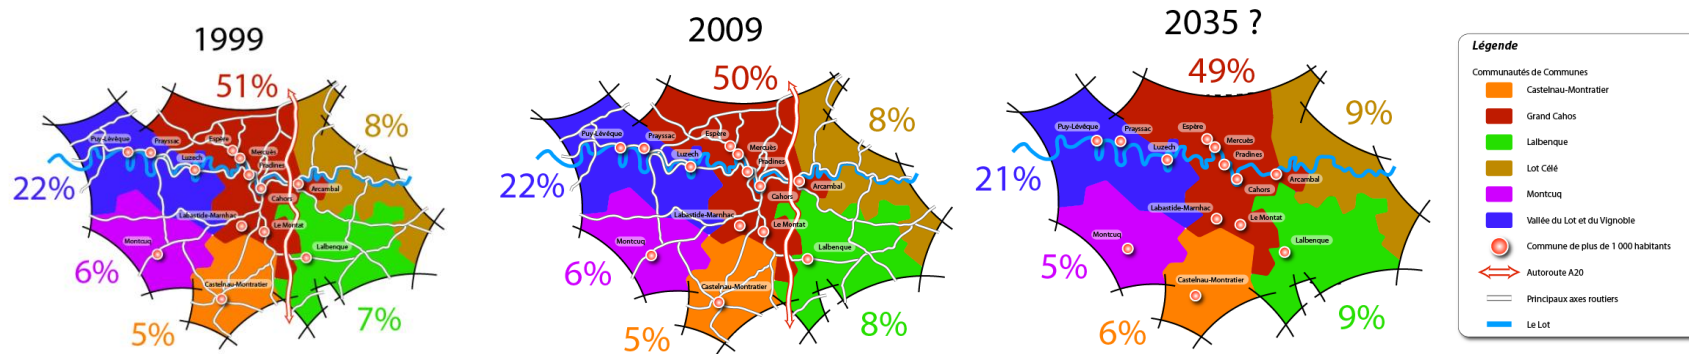 1999
51%
8%
22%
6%
5%
7%
Puy-Lévêque
Prayssac
Espère
Luzech
Mercuès
Pradines
Arcambal
Cahors
Labastide-Marnhac
Le Montat
Montcuq
Lalbenque
Castelnau-Montratier
2009
50%
8%
22%
6%
5%
8%
Puy-Lévêque
Prayssac
Espère
Luzech
Mercuès
Pradines
Arcambal
Cahors
Labastide-Marnhac
Le Montat
Montcuq
Lalbenque
Castelnau-Montratier
2035 ?
49%
9%
21%
5%
6%
9%
Puy-Lévêque
Prayssac
Espère
Mercuès
Luzech
Pradines
Arcambal
Cahors
Labastide-Marnhac
Le Montat
Montcuq
Lalbenque
Castelnau-Montratier
Légende
Communautés de Communes
Castelnau-Montratier
Grand Cahos
Lalbenque
Lot Célé
Montcuq
Vallée du Lot et du Vignoble
Commune de plus de 1 000 habitants
Autoroute A20
Principaux axes routiers
Le Lot